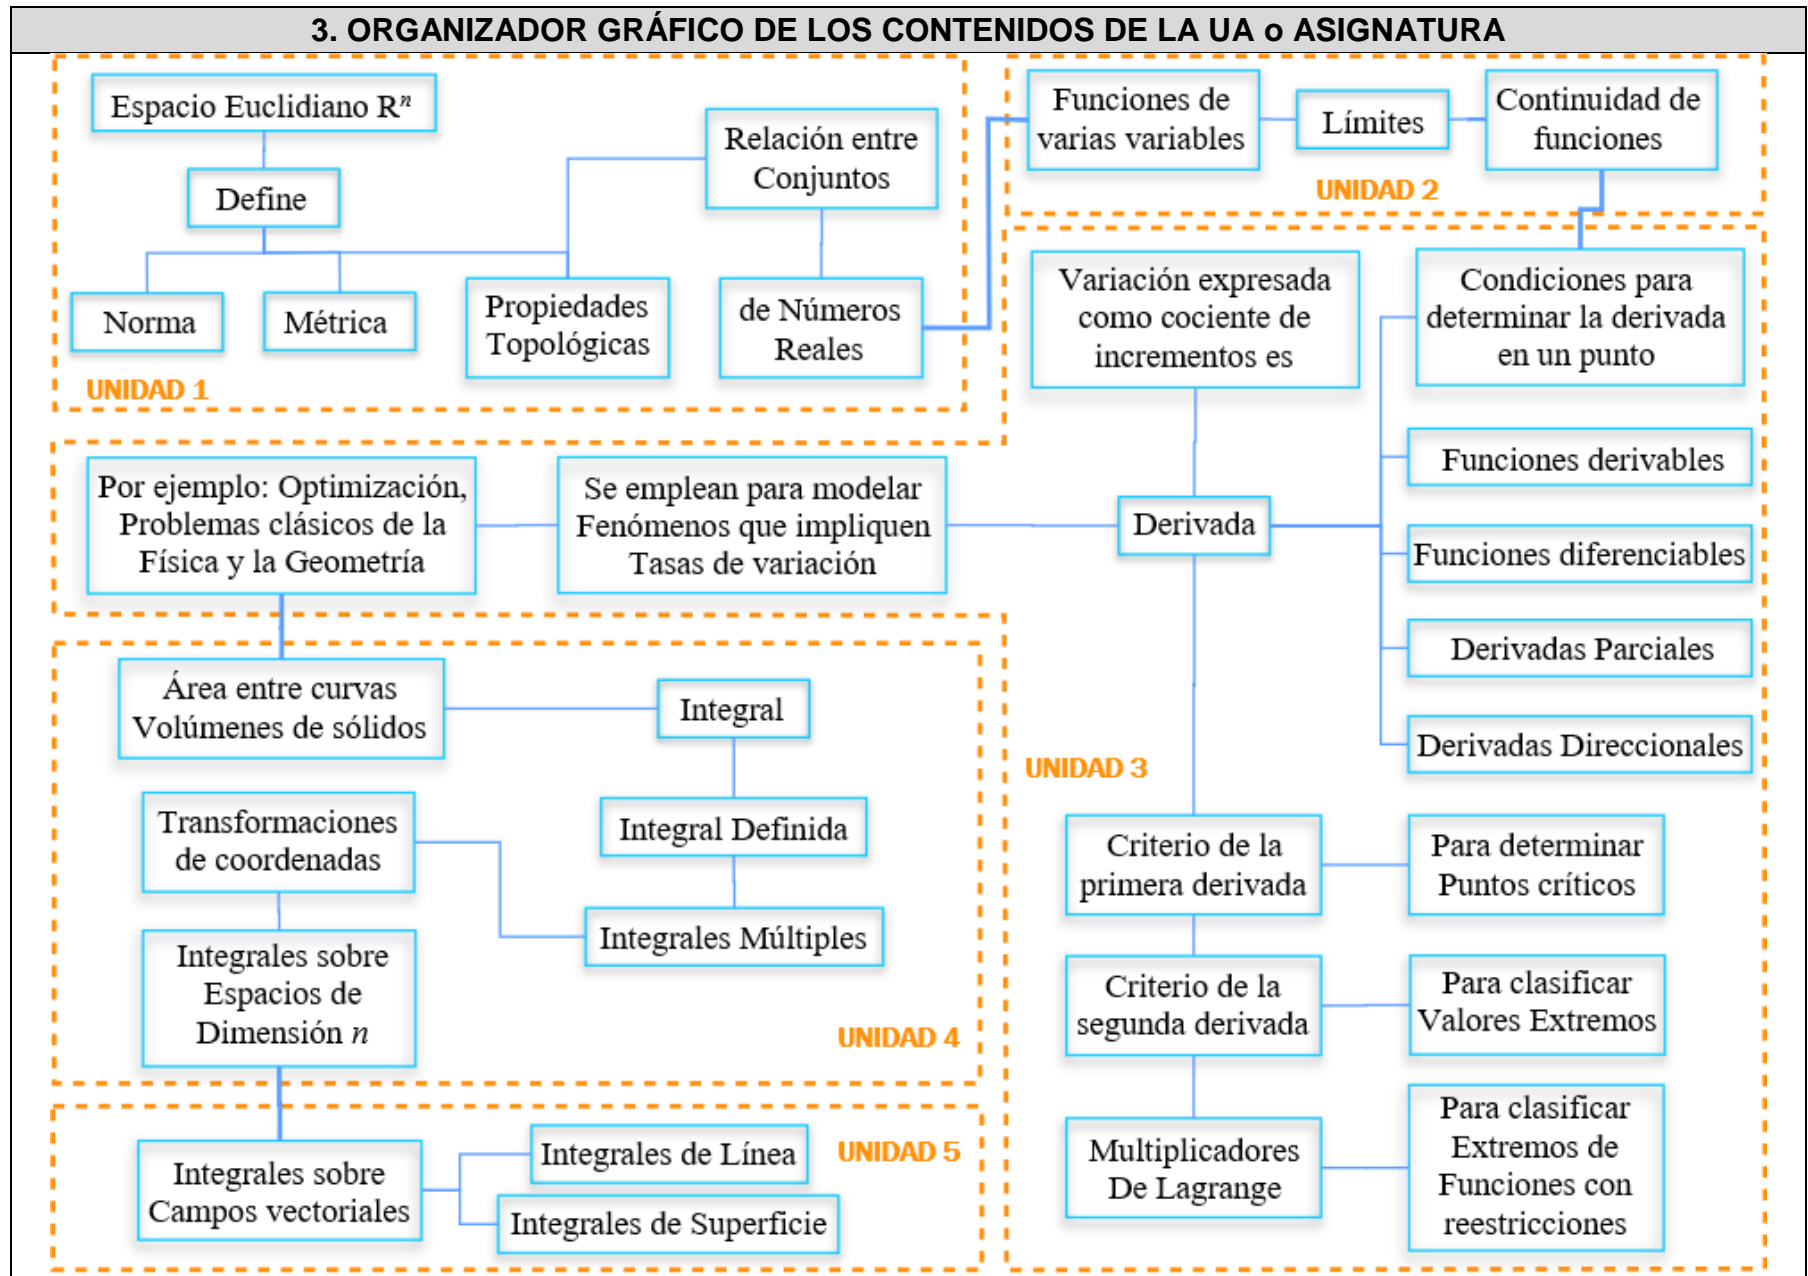 3. ORGANIZADOR GRÁFICO DE LOS CONTENIDOS DE LA UA o ASIGNATURA
Espacio Euclidiano Rⁿ
Define
Norma
Métrica
Propiedades
Topológicas
Relación entre
Conjuntos
de Números
Reales
UNIDAD 1
Funciones de
varias variables
Límites
Continuidad de
funciones
UNIDAD 2
Variación expresada
como cociente de
incrementos es
Condiciones para
determinar la derivada
en un punto
Funciones derivables
Funciones diferenciables
Derivadas Parciales
Derivadas Direccionales
Derivada
Se emplean para modelar
Fenómenos que impliquen
Tasas de variación
Por ejemplo: Optimización,
Problemas clásicos de la
Física y la Geometría
UNIDAD 3
Criterio de la
primera derivada
Para determinar
Puntos críticos
Criterio de la
segunda derivada
Para clasificar
Valores Extremos
Multiplicadores
De Lagrange
Para clasificar
Extremos de
Funciones con
reestricciones
Área entre curvas
Volúmenes de sólidos
Integral
Integral Definida
Integrales Múltiples
Transformaciones
de coordenadas
Integrales sobre
Espacios de
Dimensión n
UNIDAD 4
Integrales sobre
Campos vectoriales
Integrales de Línea
Integrales de Superficie
UNIDAD 5